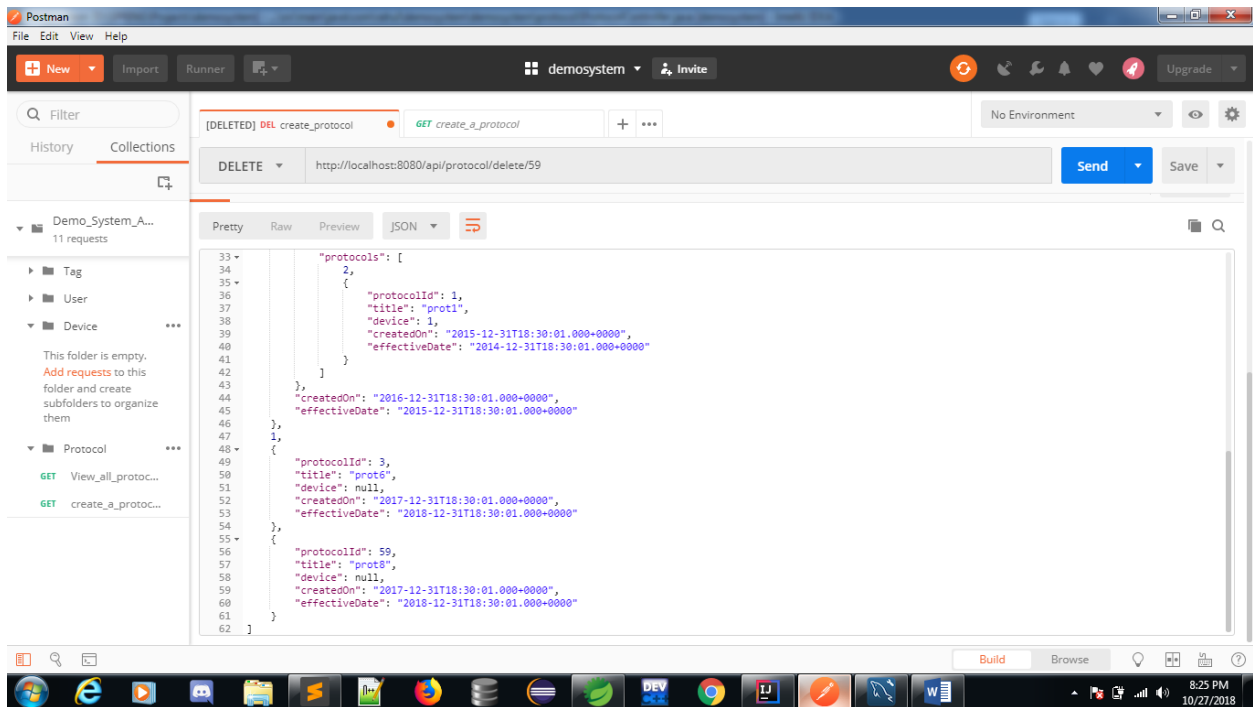 Postman
File Edit View Help
New
Import
Runner
demosystem
Invite
Upgrade
Filter
History
Collections
[DELETED] DEL create_protocol
GET create_a_protocol
No Environment
DELETE
http://localhost:8080/api/protocol/delete/59
Send
Save
Demo_System_A...
11 requests
Tag
User
Device
This folder is empty.
Add requests to this
folder and create
subfolders to organize
them
Protocol
GET View_all_protoc...
GET create_a_protoc...
Pretty Raw Preview JSON
33 "protocols": [
34 2,
35 {
36 "protocolId": 1,
37 "title": "prot1",
38 "device": 1,
39 "createdOn": "2015-12-31T18:30:01.000+0000",
40 "effectiveDate": "2014-12-31T18:30:01.000+0000"
41 }
42 ]
43 },
44 "createdOn": "2016-12-31T18:30:01.000+0000",
45 "effectiveDate": "2015-12-31T18:30:01.000+0000"
46 },
47 1,
48 {
49 "protocolId": 3,
50 "title": "prot6",
51 "device": null,
52 "createdOn": "2017-12-31T18:30:01.000+0000",
53 "effectiveDate": "2018-12-31T18:30:01.000+0000"
54 },
55 {
56 "protocolId": 59,
57 "title": "prot8",
58 "device": null,
59 "createdOn": "2017-12-31T18:30:01.000+0000",
60 "effectiveDate": "2018-12-31T18:30:01.000+0000"
61 }
62 ]
Build
Browse
DEV
8:25 PM
10/27/2018